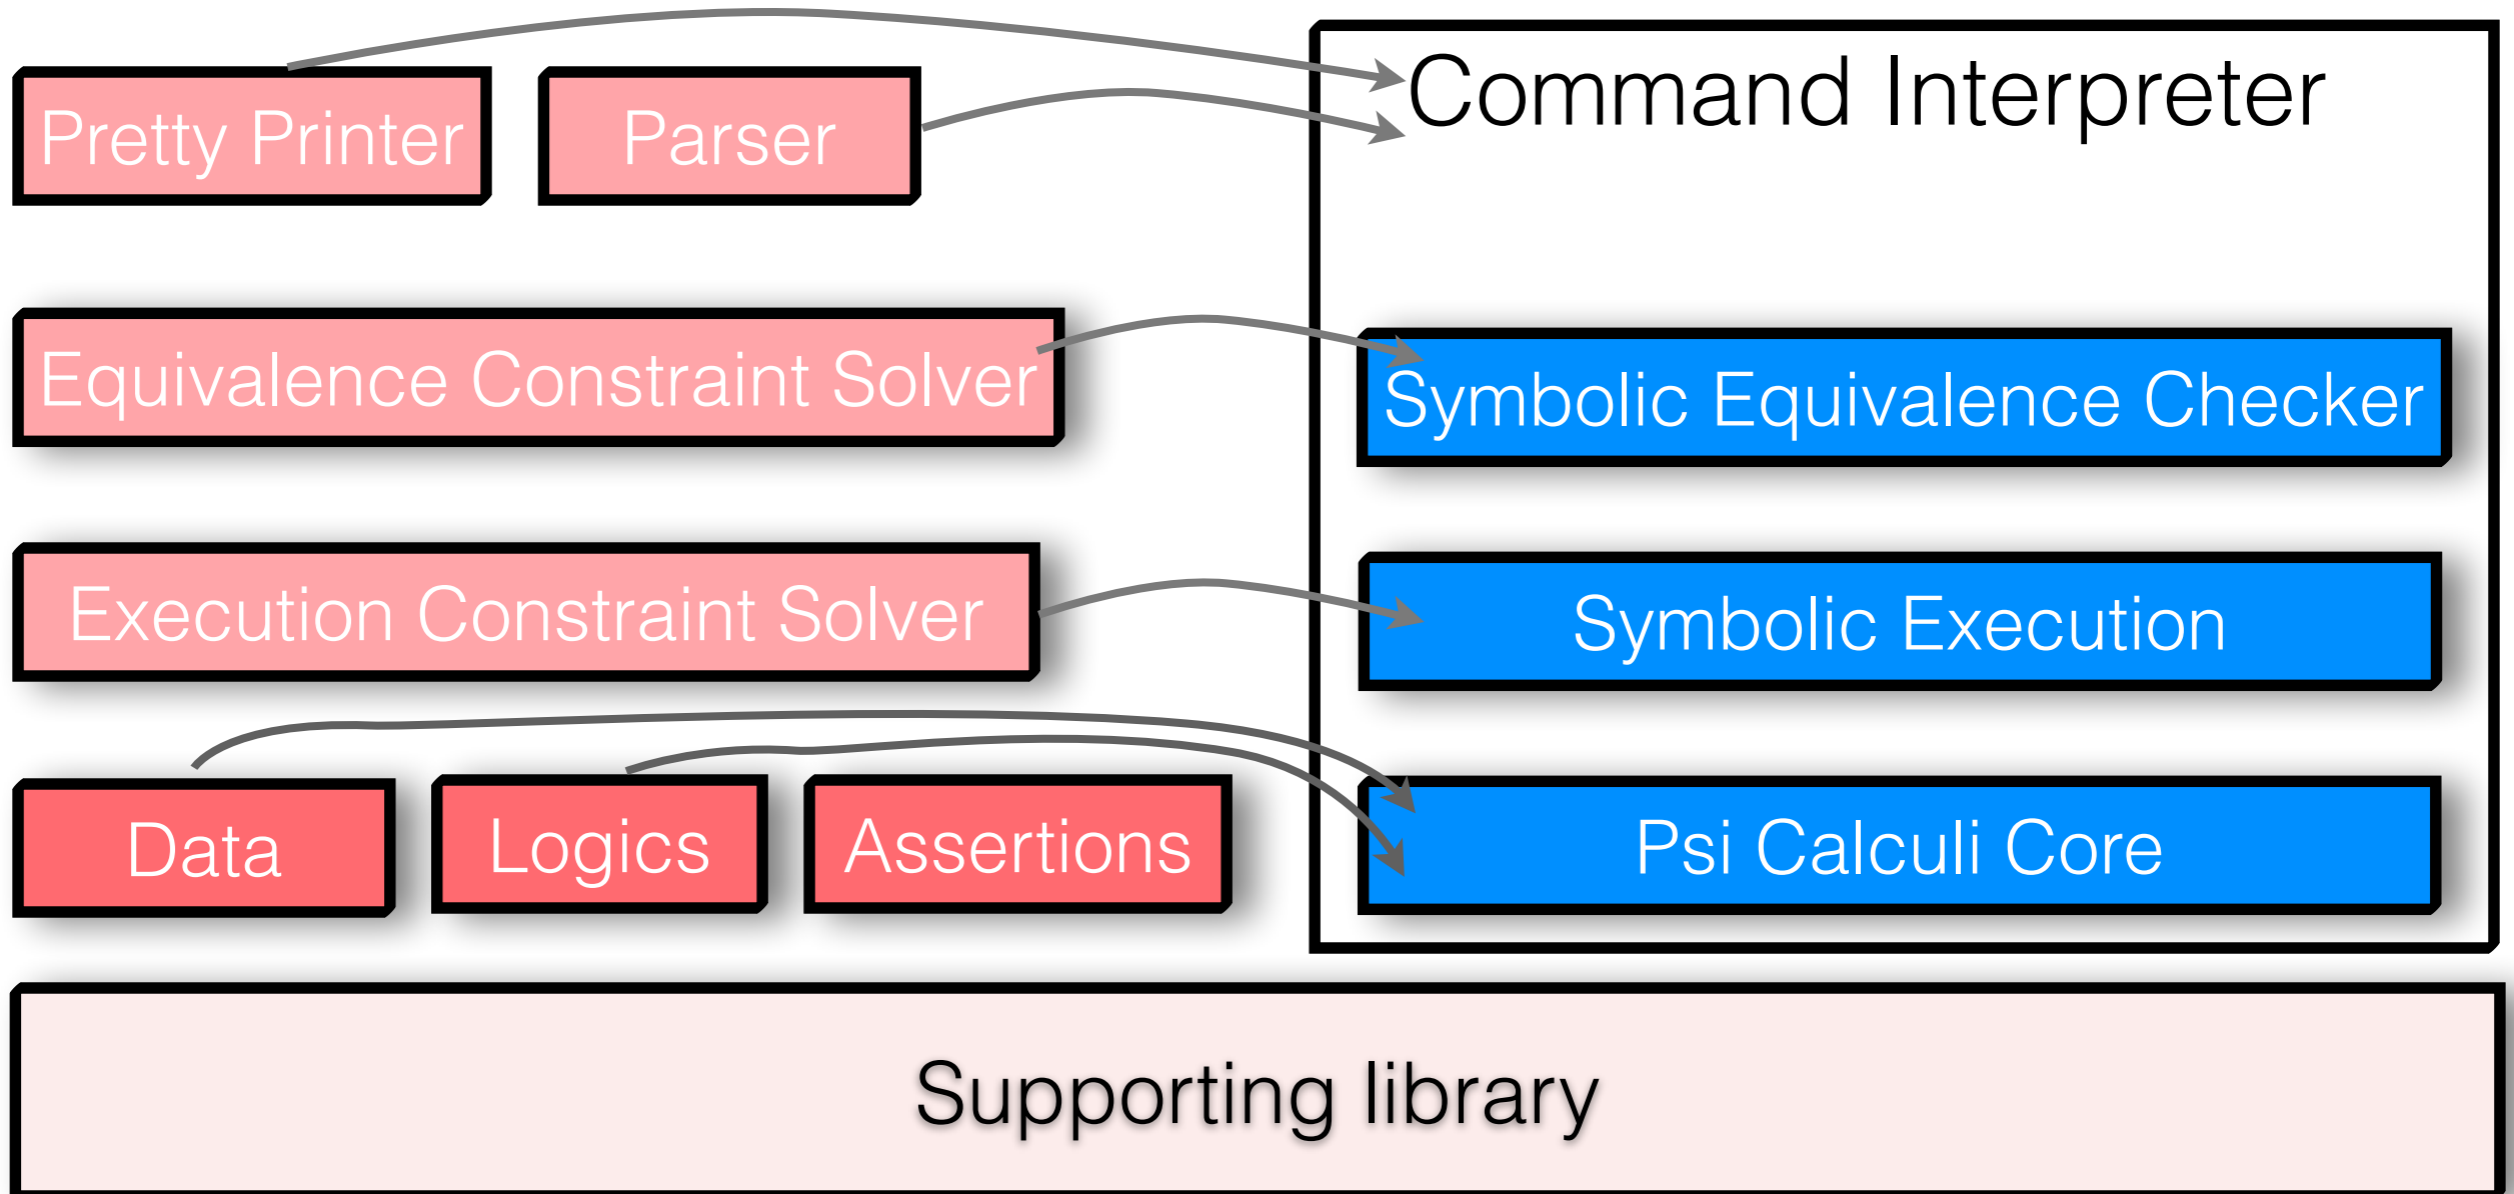 Command Interpreter
Pretty Printer
Parser
Equivalence Constraint Solver
Symbolic Equivalence Checker
Execution Constraint Solver
Symbolic Execution
Data
Logics
Assertions
Psi Calculi Core
Supporting library